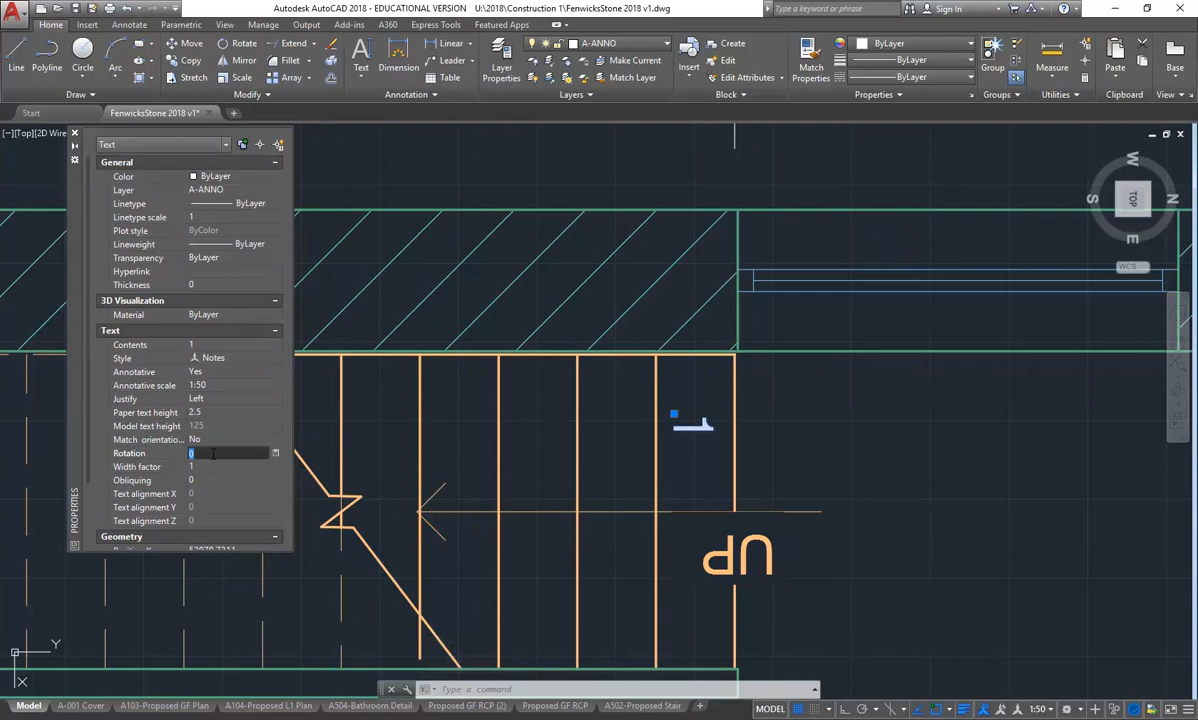 Autodesk AutoCAD 2018 - EDUCATIONAL VERSION U:\2018\Construction 1\FenwicksStone 2018 v1.dwg
Type a keyword or phrase
Sign In
Home Insert Annotate Parametric View Manage Output Add-ins A360 Express Tools Featured Apps
Line Polyline Circle Arc
Move Rotate Extend
Copy Mirror Fillet
Stretch Scale Array
Text Dimension
Linear
Leader
Table
Layer Properties
A-ANNO
Make Current
Match Layer
Insert
Create
Edit
Edit Attributes
Match Properties
ByLayer
ByLayer
ByLayer
Group Measure Paste Base
Draw Modify Annotation Layers Block Properties Groups Utilities Clipboard View
Start FenwicksStone 2018 v1*
[−][Top][2D Wire
Text
General
Color ByLayer
Layer A-ANNO
Linetype ByLayer
Linetype scale 1
Plot style ByColor
Lineweight ByLayer
Transparency ByLayer
Hyperlink
Thickness 0
3D Visualization
Material ByLayer
Text
Contents 1
Style Notes
Annotative Yes
Annotative scale 1:50
Justify Left
Paper text height 2.5
Model text height 125
Match orientatio... No
Rotation 0
Width factor 1
Obliquing 0
Text alignment X 0
Text alignment Y 0
Text alignment Z 0
Geometry
PROPERTIES
W
S TOP N
E
WCS
1
UP
Y
X
Type a command
Model A-001 Cover A103-Proposed GF Plan A104-Proposed L1 Plan A504-Bathroom Detail Proposed GF RCP (2) Proposed GF RCP A502-Proposed Stair
MODEL 1:50